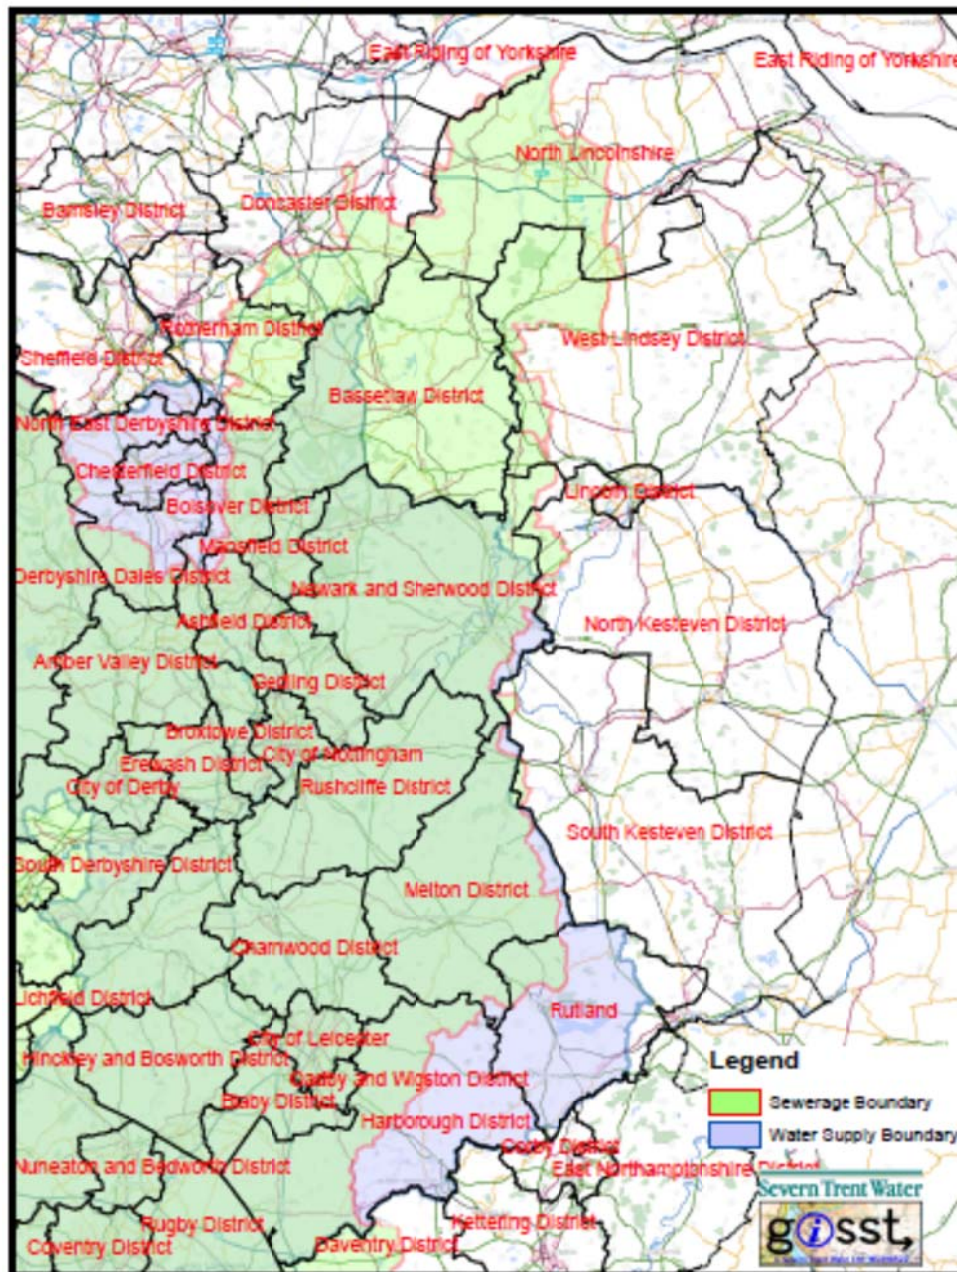 East Riding of Yorkshire
East Riding of Yorkshire
North Lincolnshire
Barnsley District
Doncaster District
Rotherham District
Sheffield District
West Lindsey District
Bassetlaw District
North East Derbyshire District
Chesterfield District
Bolsover District
Lincoln District
Mansfield District
Derbyshire Dales District
Newark and Sherwood District
Ashfield District
North Kesteven District
Amber Valley District
Gedling District
Broxtowe District
City of Nottingham
Erewash District
City of Derby
Rushcliffe District
South Kesteven District
South Derbyshire District
Melton District
Charnwood District
Lichfield District
Rutland
City of Leicester
Hinckley and Bosworth District
Oadby and Wigston District
Blaby District
Harborough District
Corby District
Nuneaton and Bedworth District
East Northamptonshire District
Rugby District
Kettering District
Coventry District
Daventry District
Legend
Sewerage Boundary
Water Supply Boundary
Severn Trent Water
gisst